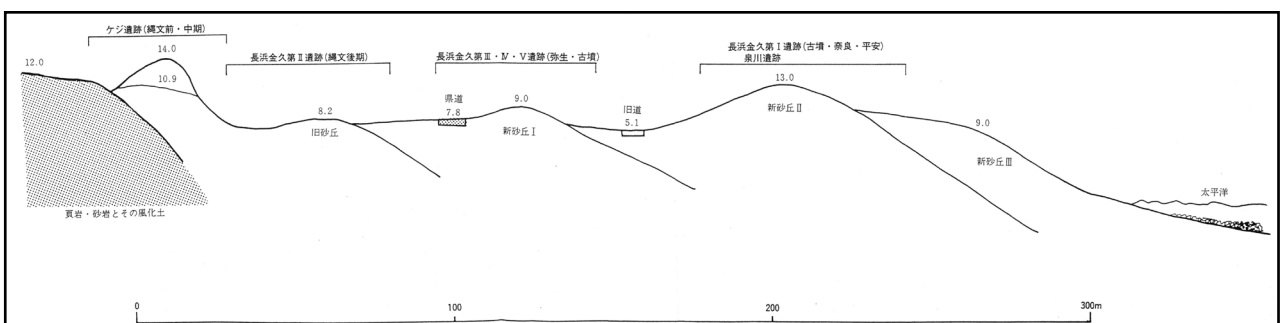 ケジ遺跡(縄文前・中期)
12.0
14.0
10.9
長浜金久第Ⅱ遺跡(縄文後期)
8.2
旧砂丘
長浜金久第Ⅲ・Ⅳ・Ⅴ遺跡(弥生・古墳)
県道
7.8
9.0
新砂丘Ⅰ
旧道
5.1
長浜金久第Ⅰ遺跡(古墳・奈良・平安)
泉川遺跡
13.0
新砂丘Ⅱ
9.0
新砂丘Ⅲ
太平洋
頁岩・砂岩とその風化土
0
100
200
300m